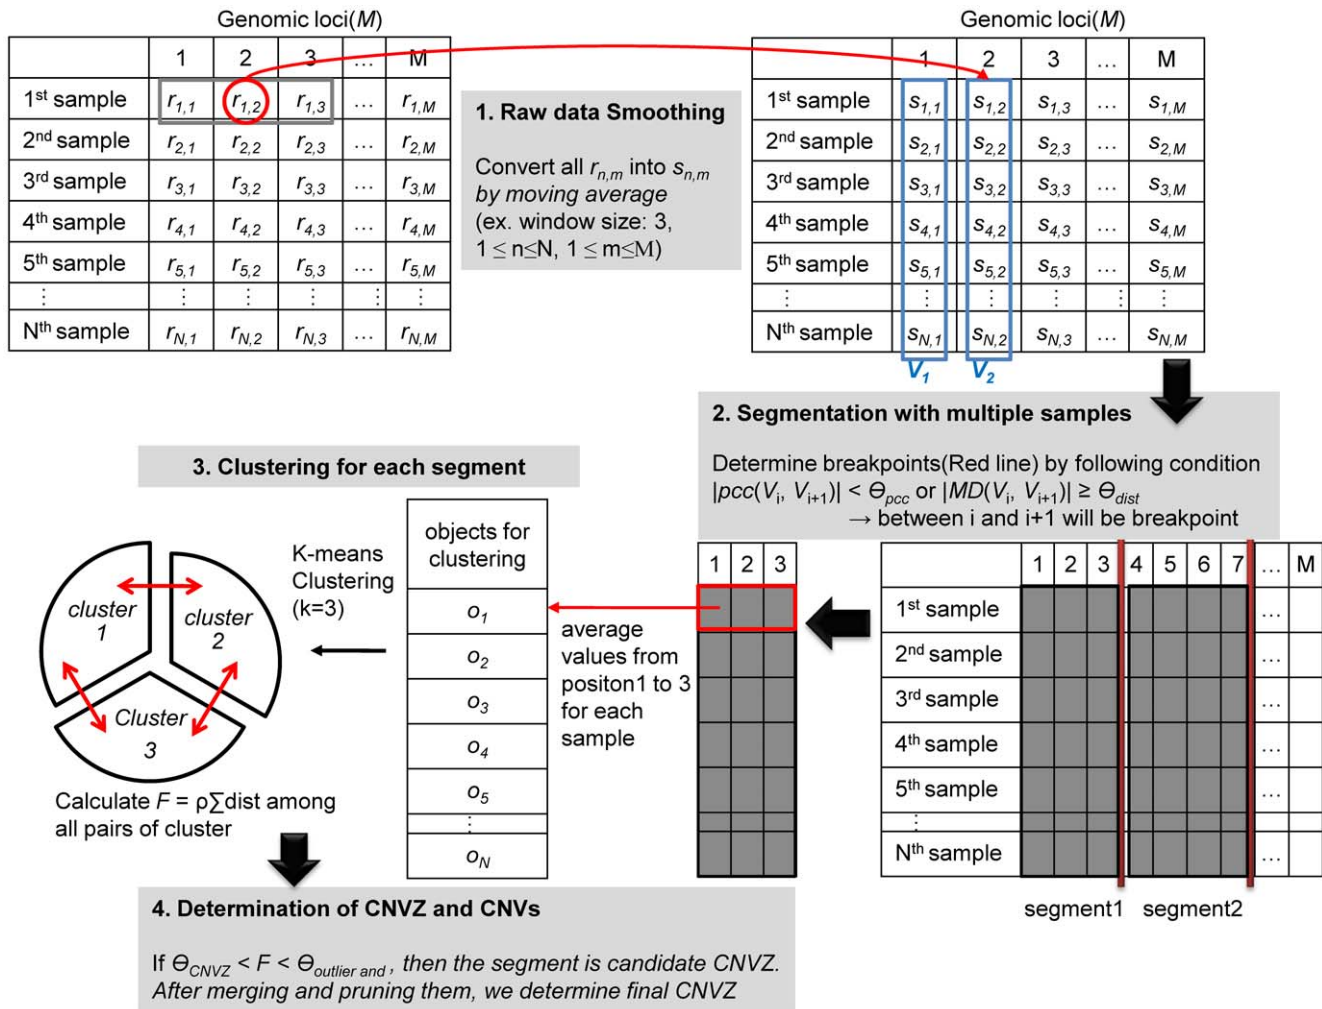 Genomic loci(M)
1 2 3 ... M
1st sample r1,1 r1,2 r1,3 ... r1,M
2nd sample r2,1 r2,2 r2,3 ... r2,M
3rd sample r3,1 r3,2 r3,3 ... r3,M
4th sample r4,1 r4,2 r4,3 ... r4,M
5th sample r5,1 r5,2 r5,3 ... r5,M
⋮ ⋮ ⋮ ⋮ ⋮
Nth sample rN,1 rN,2 rN,3 ... rN,M
1. Raw data Smoothing
Convert all rn,m into sn,m
by moving average
(ex. window size: 3,
1 ≤ n≤N, 1 ≤ m≤M)
Genomic loci(M)
1 2 3 ... M
1st sample s1,1 s1,2 s1,3 ... s1,M
2nd sample s2,1 s2,2 s2,3 ... s2,M
3rd sample s3,1 s3,2 s3,3 ... s3,M
4th sample s4,1 s4,2 s4,3 ... s4,M
5th sample s5,1 s5,2 s5,3 ... s5,M
⋮ ⋮ ⋮ ⋮ ⋮
Nth sample sN,1 sN,2 sN,3 ... sN,M
V1 V2
2. Segmentation with multiple samples
Determine breakpoints(Red line) by following condition
|pcc(Vi, Vi+1)| < Θpcc or |MD(Vi, Vi+1)| ≥ Θdist
→ between i and i+1 will be breakpoint
1 2 3 4 5 6 7 ... M
1st sample ...
2nd sample ...
3rd sample ...
4th sample ...
5th sample ...
⋮
Nth sample ...
segment1 segment2
1 2 3
average
values from
positon1 to 3
for each
sample
3. Clustering for each segment
objects for
clustering
o1
o2
o3
o4
o5
⋮
oN
K-means
Clustering
(k=3)
cluster
1
cluster
2
Cluster
3
Calculate F = ρ∑dist among
all pairs of cluster
4. Determination of CNVZ and CNVs
If ΘCNVZ < F < Θoutlier and , then the segment is candidate CNVZ.
After merging and pruning them, we determine final CNVZ